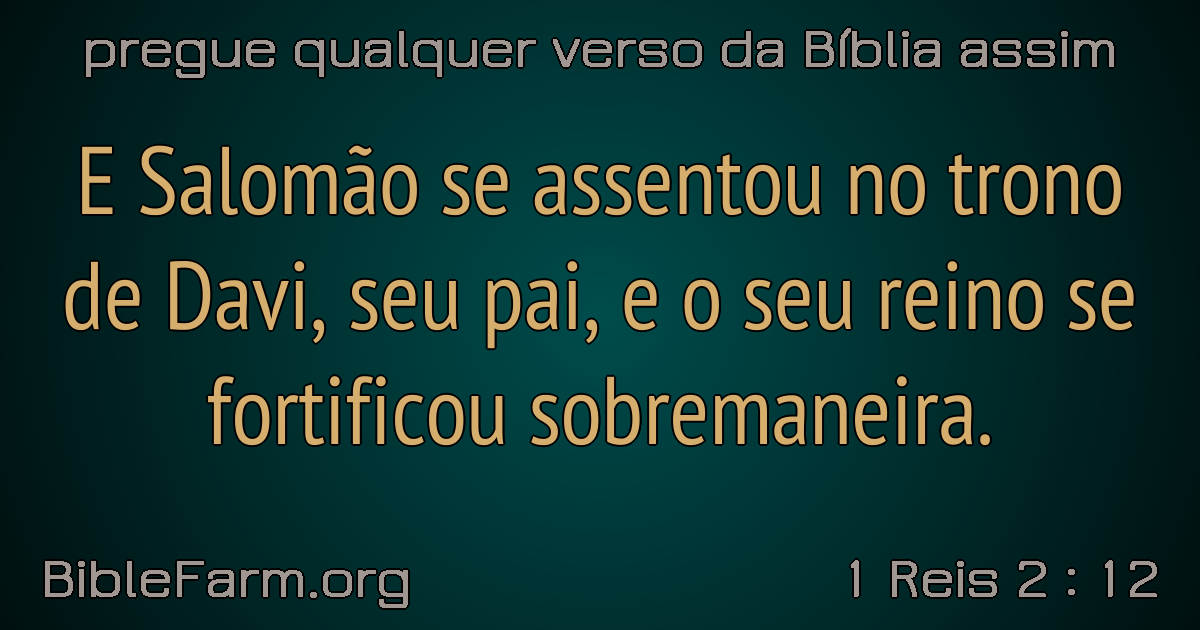 pregue qualquer verso da Bíblia assim
E Salomão se assentou no trono
de Davi, seu pai, e o seu reino se
fortificou sobremaneira.
BibleFarm.org
1 Reis 2 : 12